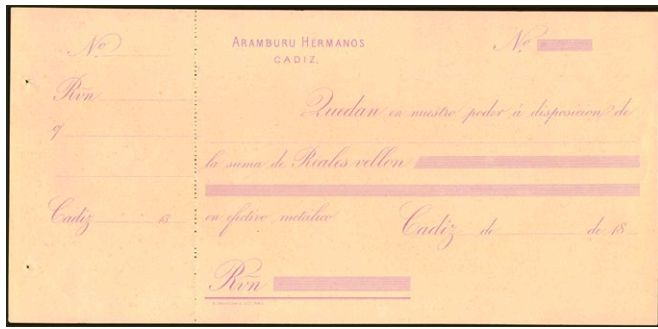 Nº
Rvn
Cadiz
ARAMBURU HERMANOS
CADIZ.
Nº
Quedan en nuestro poder á disposicion de
la suma de Reales vellon
en efectivo metálico
Cadiz de de 18
Rvn